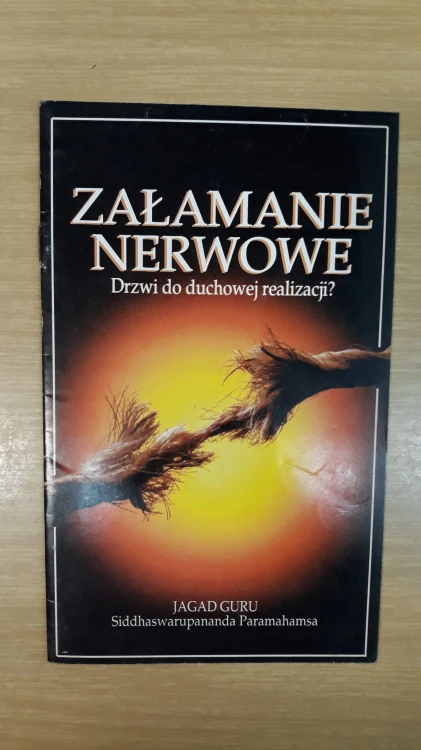 ZAŁAMANIE
NERWOWE
Drzwi do duchowej realizacji?
JAGAD GURU
Siddhaswarupananda Paramahamsa